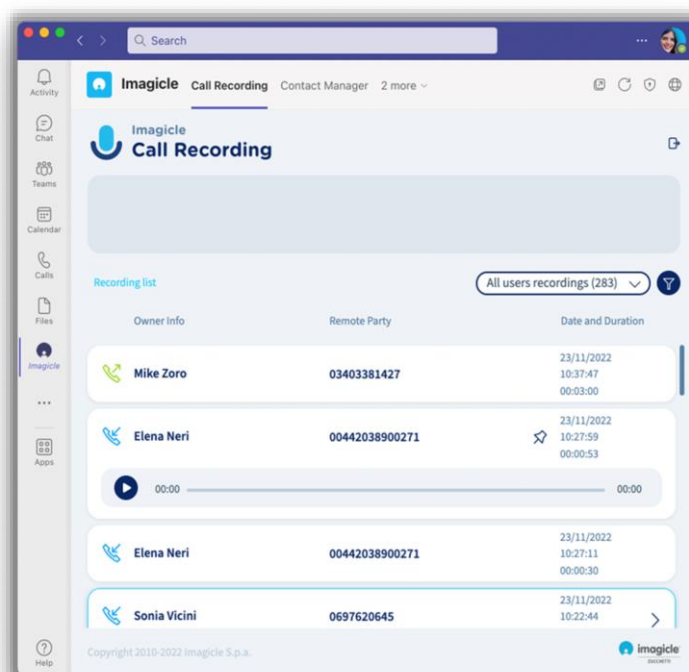 Search
...
Activity
Chat
Teams
Calendar
Calls
Files
Imagicle
...
Apps
Help
Imagicle Call Recording Contact Manager 2 more
Imagicle
Call Recording
Recording list
All users recordings (283)
Owner Info Remote Party Date and Duration
Mike Zoro 03403381427 23/11/2022
10:37:47
00:03:00
Elena Neri 00442038900271 23/11/2022
10:27:59
00:00:53
00:00 00:00
Elena Neri 00442038900271 23/11/2022
10:27:11
00:00:30
Sonia Vicini 0697620645 23/11/2022
10:22:44
Copyright 2010-2022 Imagicle S.p.a.
imagicle
ZUCCHETTI